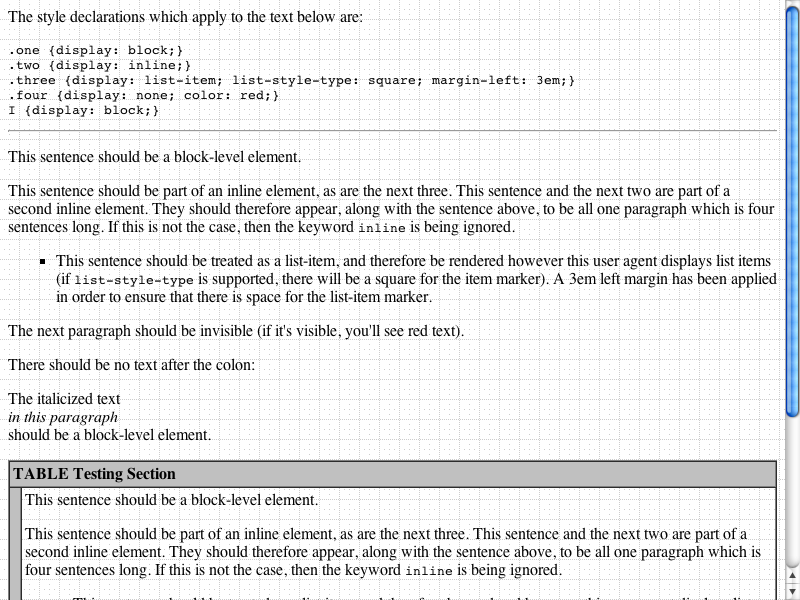 The style declarations which apply to the text below are:
.one {display: block;}
.two {display: inline;}
.three {display: list-item; list-style-type: square; margin-left: 3em;}
.four {display: none; color: red;}
I {display: block;}
This sentence should be a block-level element.
This sentence should be part of an inline element, as are the next three. This sentence and the next two are part of a
second inline element. They should therefore appear, along with the sentence above, to be all one paragraph which is four
sentences long. If this is not the case, then the keyword inline is being ignored.
This sentence should be treated as a list-item, and therefore be rendered however this user agent displays list items
(if list-style-type is supported, there will be a square for the item marker). A 3em left margin has been applied
in order to ensure that there is space for the list-item marker.
The next paragraph should be invisible (if it's visible, you'll see red text).
There should be no text after the colon:
The italicized text
in this paragraph
should be a block-level element.
TABLE Testing Section
This sentence should be a block-level element.
This sentence should be part of an inline element, as are the next three. This sentence and the next two are part of a
second inline element. They should therefore appear, along with the sentence above, to be all one paragraph which is
four sentences long. If this is not the case, then the keyword inline is being ignored.